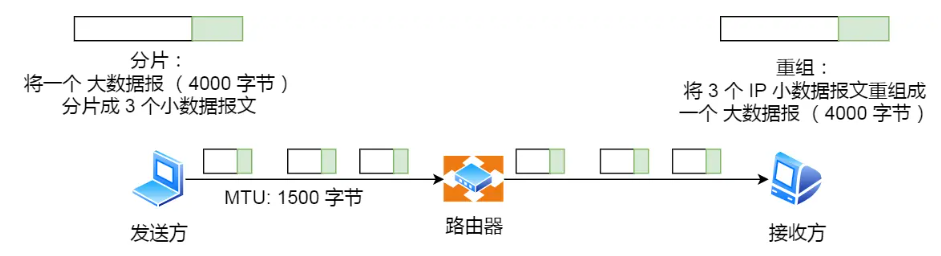 分片：
将一个 大数据报 （ 4000 字节 ）
分片成 3 个小数据报文
重组：
将 3 个 IP 小数据报文重组成
一个 大数据报 （ 4000 字节 ）
MTU: 1500 字节
发送方
路由器
接收方